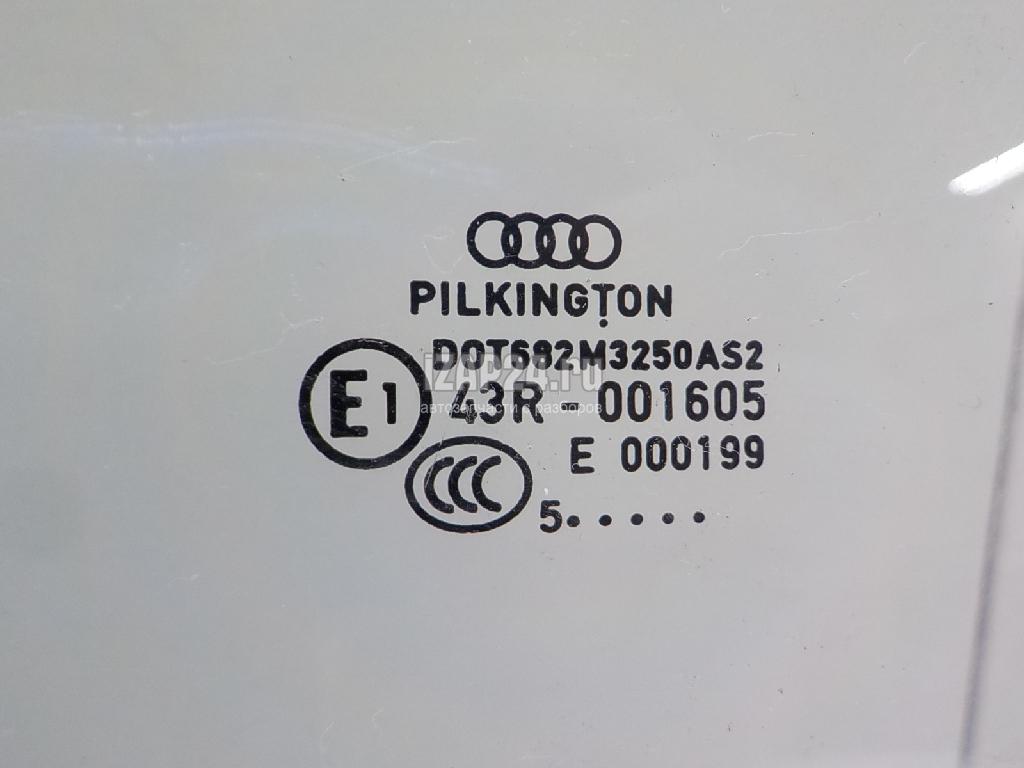 PILKINGTON
DOT682M3250AS2
E1 43R-001605
E 000199
CCC
5.....
IZAP24.ru
автозапчасти с разборов